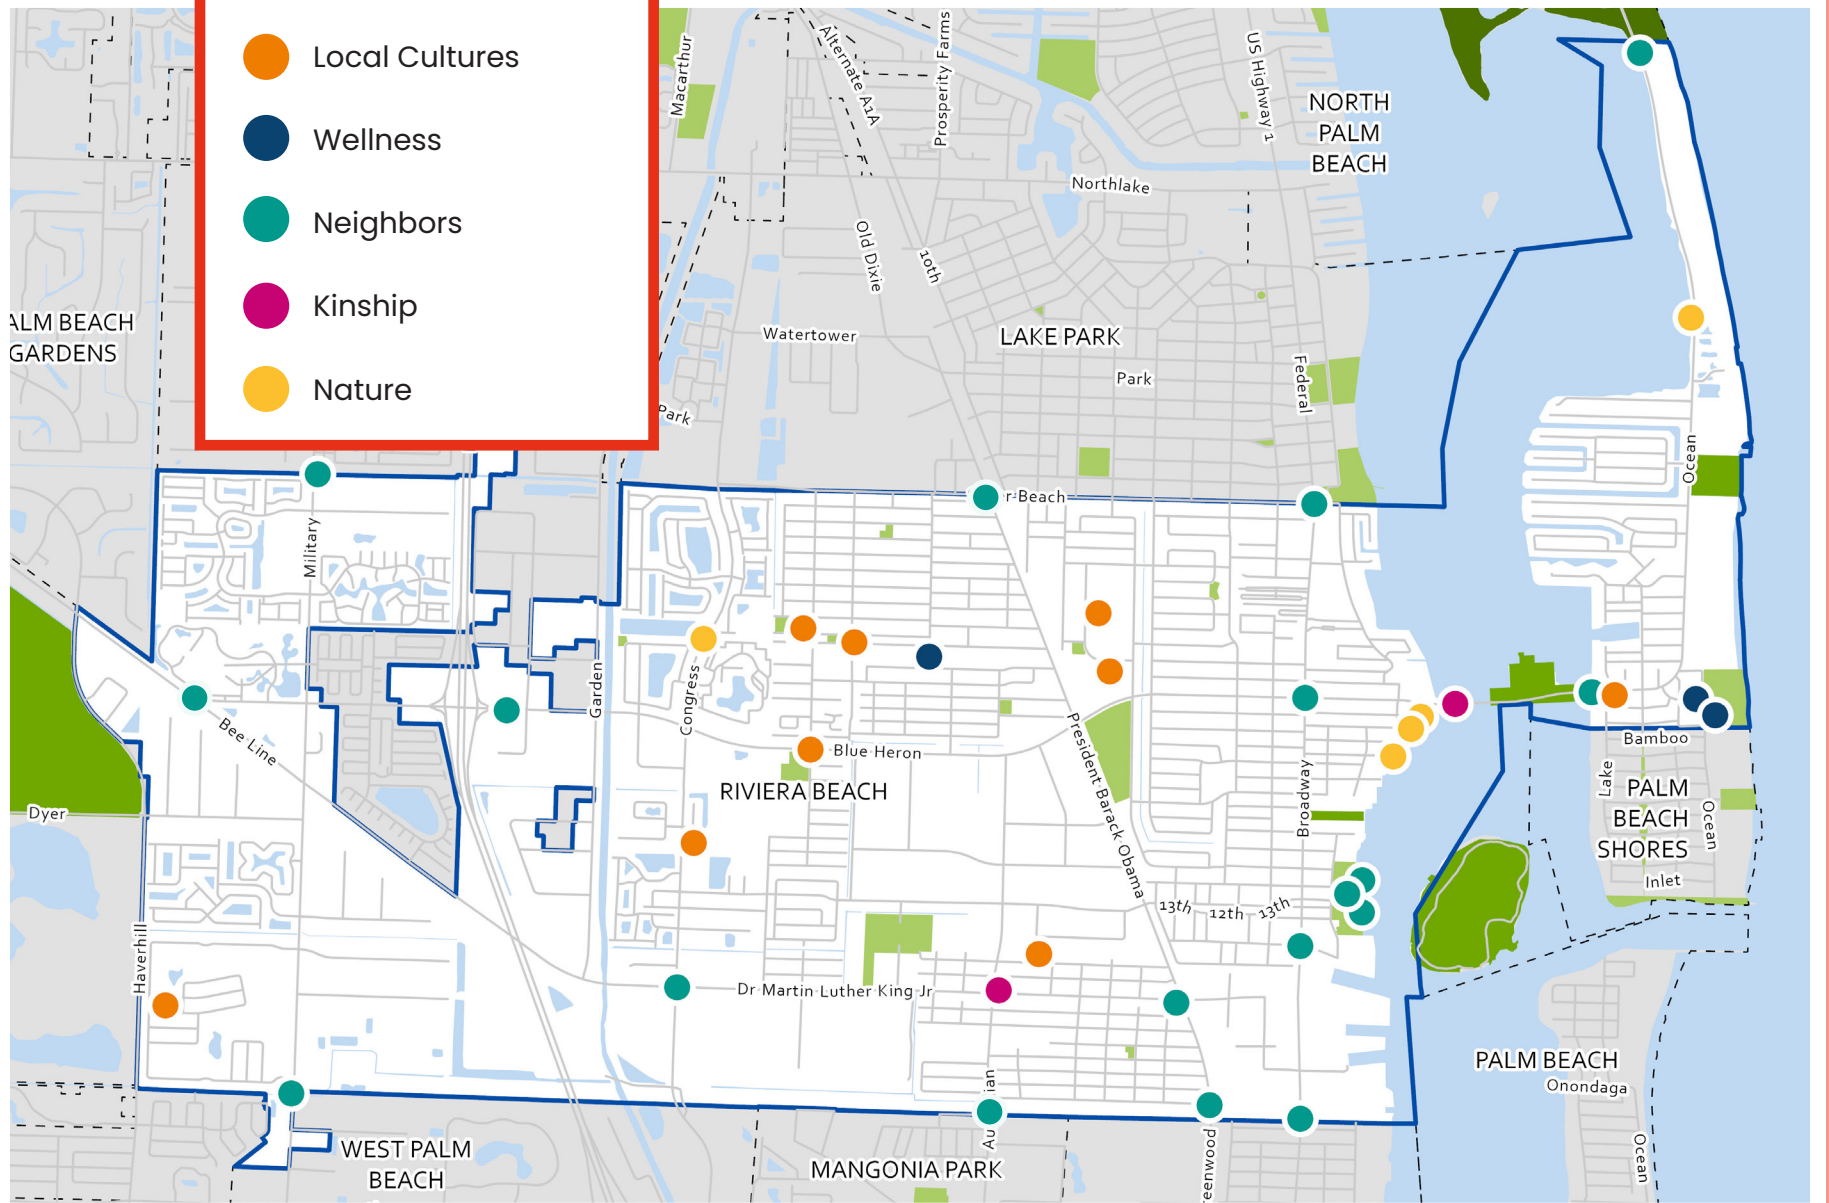 Local Cultures
Wellness
Neighbors
Kinship
Nature
Macarthur
Alternate A1A
Prosperity Farms
US Highway 1
NORTH
PALM
BEACH
Northlake
Old Dixie
10th
ALM BEACH
GARDENS
Watertower
LAKE PARK
Park
Federal
Park
Ocean
r Beach
Military
Garden
Congress
Bee Line
Blue Heron
RIVIERA BEACH
President Barack Obama
Broadway
Bamboo
Lake
PALM
BEACH
SHORES
Ocean
Inlet
Dyer
13th
12th
13th
Haverhill
Dr Martin Luther King Jr
PALM BEACH
Onondaga
Au
ian
reenwood
Ocean
WEST PALM
BEACH
MANGONIA PARK